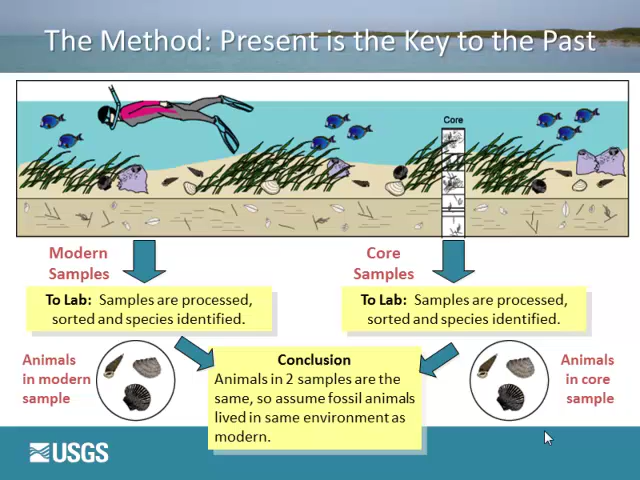 The Method: Present is the Key to the Past
Core
Modern
Samples
Core
Samples
To Lab: Samples are processed,
sorted and species identified.
To Lab: Samples are processed,
sorted and species identified.
Animals
in modern
sample
Conclusion
Animals in 2 samples are the
same, so assume fossil animals
lived in same environment as
modern.
Animals
in core
sample
USGS